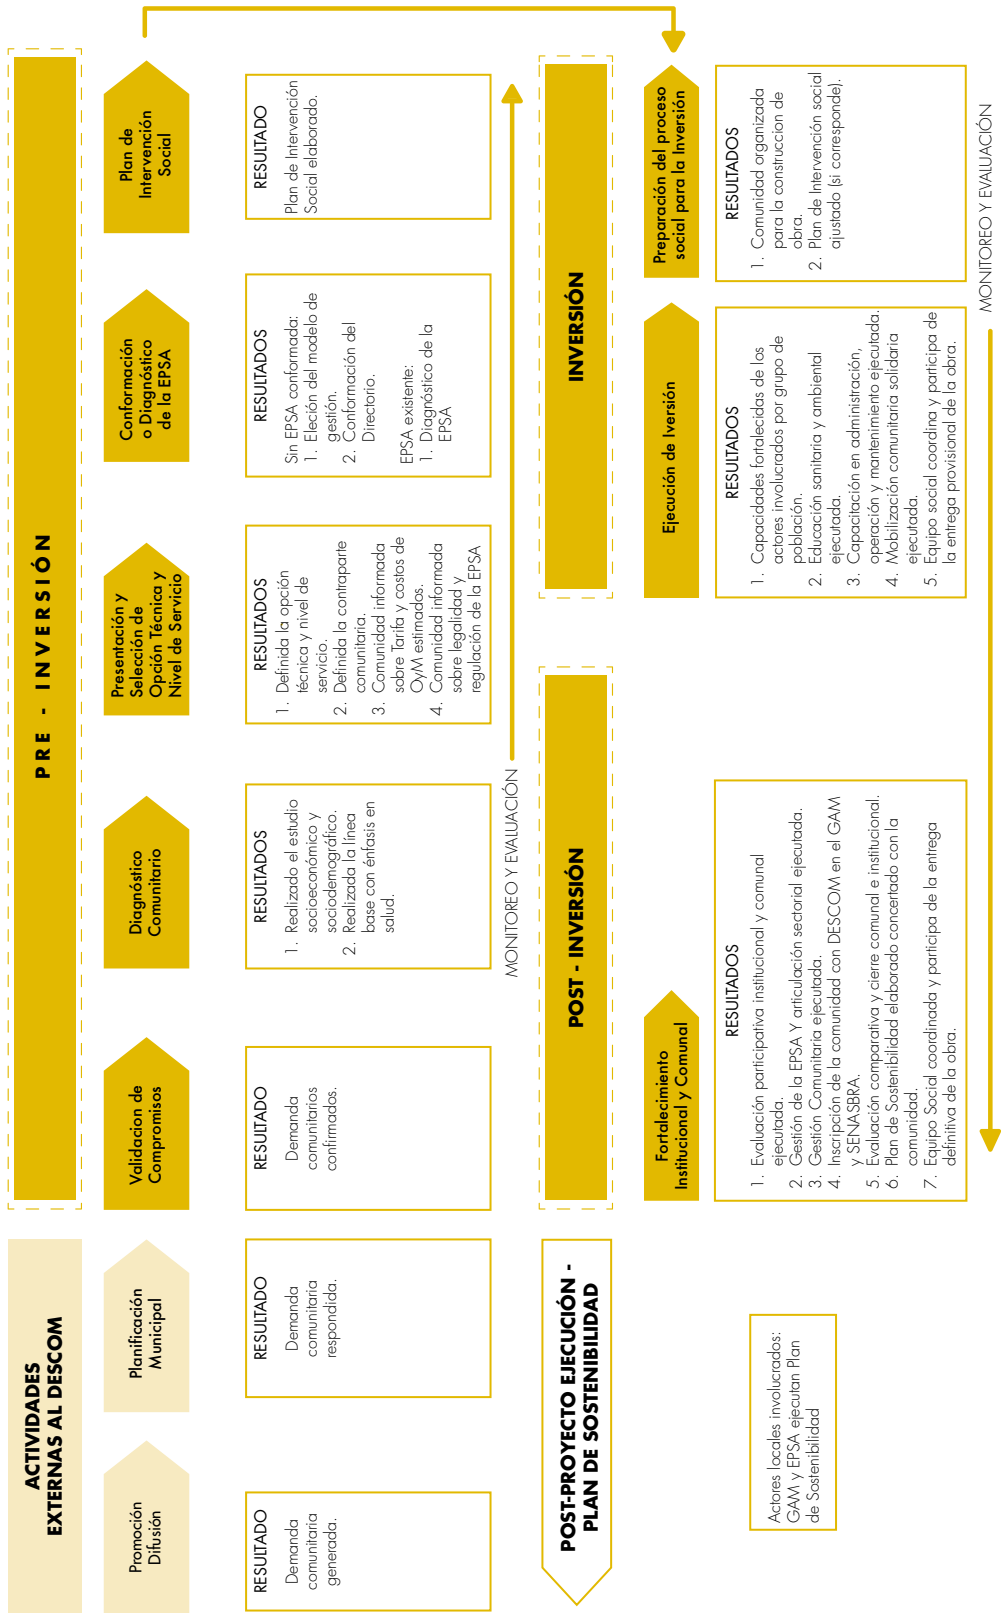 ACTIVIDADES
EXTERNAS AL DESCOM
PRE - INVERSIÓN
Promoción
Difusión
Planificación
Municipal
Validacion de
Compromisos
Diagnóstico
Comunitario
Presentación y
Selección de
Opción Técnica y
Nivel de Servicio
Conformación
o Diagnóstico
de la EPSA
Plan de
Intervención
Social
RESULTADO
Demanda
comunitaria
generada.
RESULTADO
Demanda
comunitaria
respondida.
RESULTADO
Demanda
comunitarios
confirmados.
RESULTADOS
1. Realizado el estudio
socioeconómico y
sociodemográfico.
2. Realizada la línea
base con énfasis en
salud.
RESULTADOS
1. Definida la opción
técnica y nivel de
servicio.
2. Definida la contraparte
comunitaria.
3. Comunidad informada
sobre Tarifa y costos de
OyM estimados.
4. Comunidad informada
sobre legalidad y
regulación de la EPSA
RESULTADOS
Sin EPSA conformada:
1. Eleción del modelo de
gestión.
2. Conformación del
Directorio.
EPSA existente:
1. Diagnóstico de la
EPSA
RESULTADO
Plan de Intervención
Social elaborado.
MONITOREO Y EVALUACIÓN
POST-PROYECTO EJECUCIÓN -
PLAN DE SOSTENIBILIDAD
POST - INVERSIÓN
INVERSIÓN
Fortalecimiento
Institucional y Comunal
Ejecución de Iversión
Preparación del proceso
social para la Inversión
Actores locales involucrados:
GAM y EPSA ejecutan Plan
de Sostenibilidad
RESULTADOS
1. Evaluación participativa institucional y comunal
ejecutada.
2. Gestión de la EPSA Y articulación sectorial ejecutada.
3. Gestión Comunitaria ejecutada.
4. Inscripción de la comunidad con DESCOM en el GAM
y SENASBRA.
5. Evaluación comparativa y cierre comunal e institucional.
6. Plan de Sostenibilidad elaborado concertado con la
comunidad.
7. Equipo Social coordinada y participa de la entrega
definitiva de la obra.
RESULTADOS
1. Capacidades fortalecidas de los
actores involucrados por grupo de
población.
2. Educación sanitaria y ambiental
ejecutada.
3. Capacitación en administración,
operación y mantenimiento ejecutada.
4. Mobilización comunitaria solidaria
ejecutada.
5. Equipo social coordina y participa de
la entrega provisional de la obra.
RESULTADOS
1. Comunidad organizada
para la construccion de
obra.
2. Plan de Intervención social
ajustado (si corresponde).
MONITOREO Y EVALUACIÓN